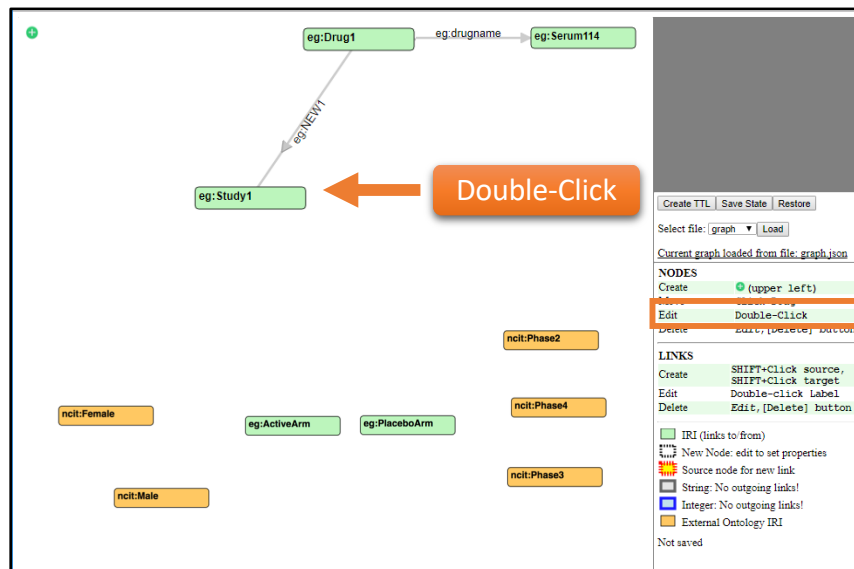 eg:Drug1
eg:drugname
eg:Serum114
eg:NEW1
eg:Study1
Double-Click
ncit:Phase2
ncit:Female
eg:ActiveArm
eg:PlaceboArm
ncit:Phase4
ncit:Phase3
ncit:Male
Create TTL Save State Restore
Select file: graph Load
Current graph loaded from file: graph.json
NODES
Create (upper left)
Edit Double-Click
Delete Edit,[Delete] button
LINKS
Create SHIFT+Click source,
SHIFT+Click target
Edit Double-click Label
Delete Edit,[Delete] button
IRI (links to/from)
New Node: edit to set properties
Source node for new link
String: No outgoing links!
Integer: No outgoing links!
External Ontology IRI
Not saved